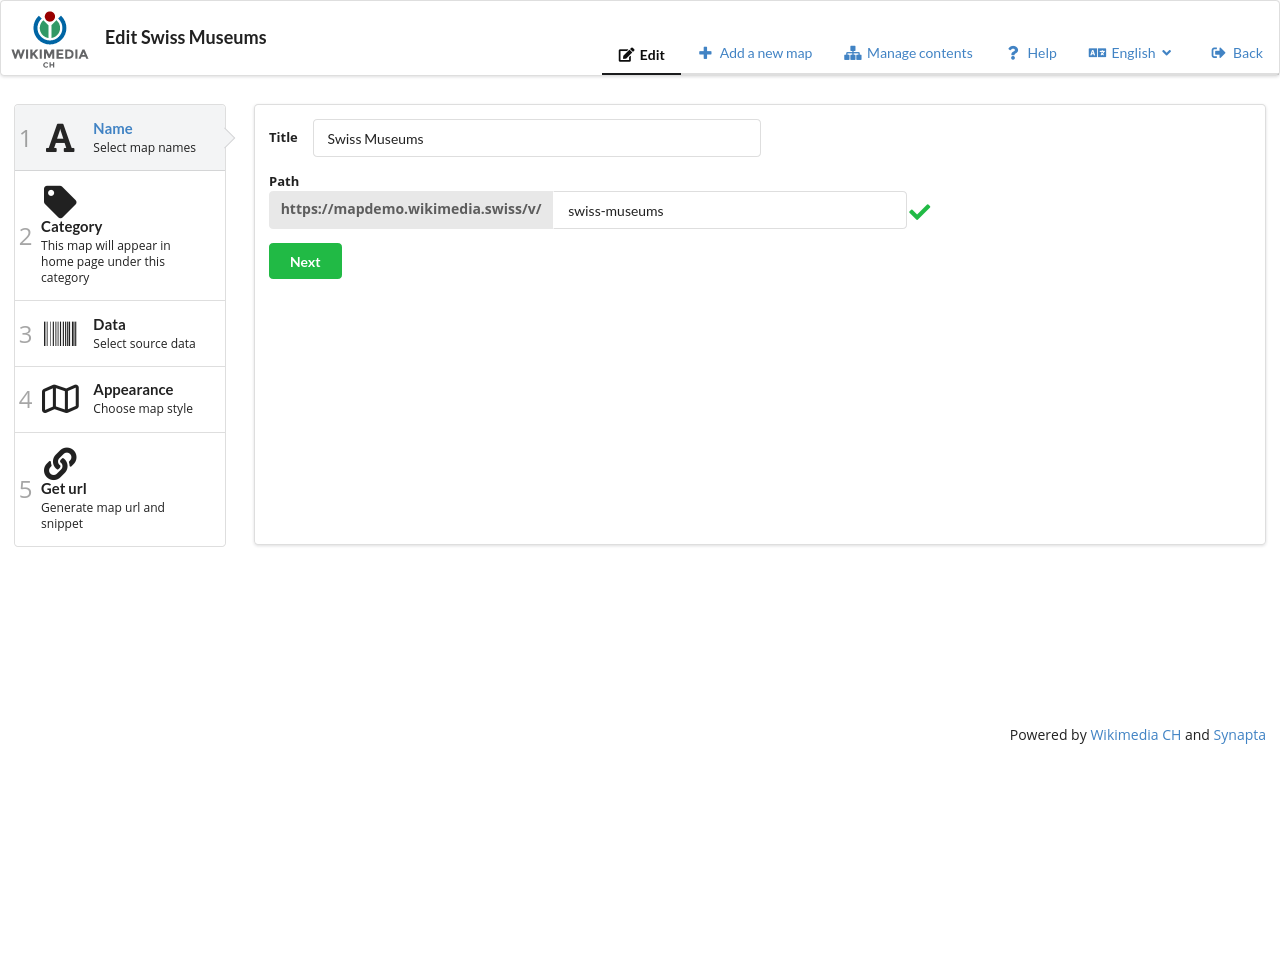 WIKIMEDIA
CH
Edit Swiss Museums
Edit
Add a new map
Manage contents
Help
English
Back
1
Name
Select map names
2
Category
This map will appear in
home page under this
category
3
Data
Select source data
4
Appearance
Choose map style
5
Get url
Generate map url and
snippet
Title
Swiss Museums
Path
https://mapdemo.wikimedia.swiss/v/
swiss-museums
Next
Powered by Wikimedia CH and Synapta